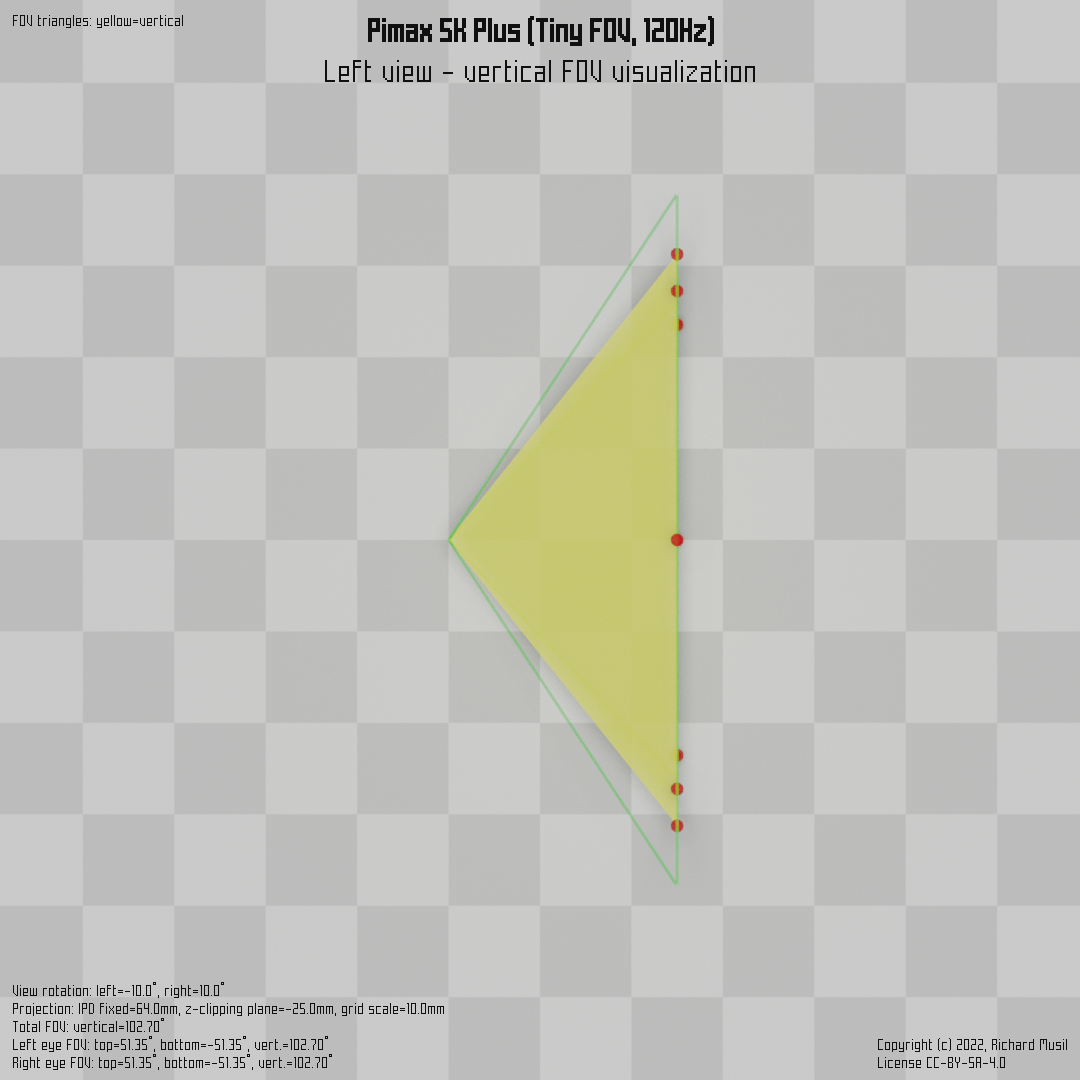 FOV triangles: yellow=vertical
Pimax 5K Plus (Tiny FOV, 120Hz)
Left view - vertical FOV visualization
View rotation: left=-10.0°, right=10.0°
Projection: IPD fixed=64.0mm, z-clipping plane=-25.0mm, grid scale=10.0mm
Total FOV: vertical=102.70°
Left eye FOV: top=51.35°, bottom=-51.35°, vert.=102.70°
Right eye FOV: top=51.35°, bottom=-51.35°, vert.=102.70°
Copyright (c) 2022, Richard Musil
License CC-BY-SA-4.0